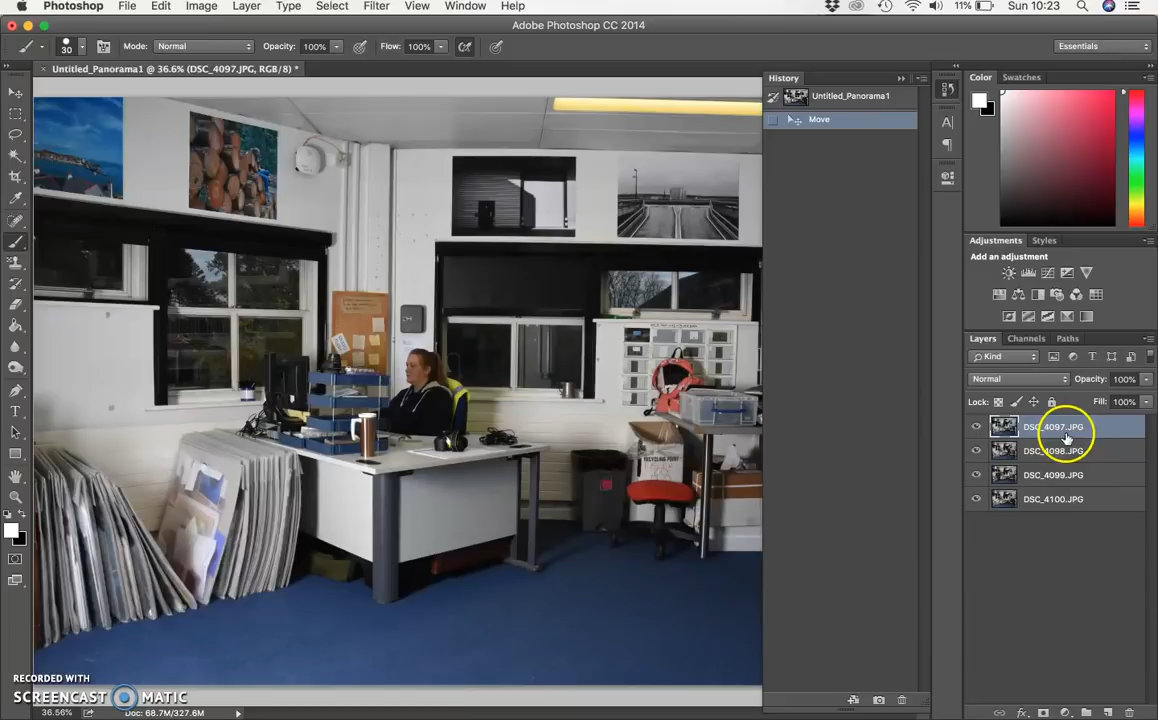 Photoshop File Edit Image Layer Type Select Filter View Window Help 11% Sun 10:23
Adobe Photoshop CC 2014
30 Mode: Normal Opacity: 100% Flow: 100% Essentials
Untitled_Panorama1 @ 36.6% (DSC_4097.JPG, RGB/8) *
History
Untitled_Panorama1
Move
Color Swatches
Adjustments Styles
Add an adjustment
Layers Channels Paths
Kind
Normal Opacity: 100%
Lock: Fill: 100%
DSC_4097.JPG
DSC_4098.JPG
DSC_4099.JPG
DSC_4100.JPG
RECYCLING POINT
RECORDED WITH
SCREENCAST MATIC
36.56% Doc: 68.7M/327.6M